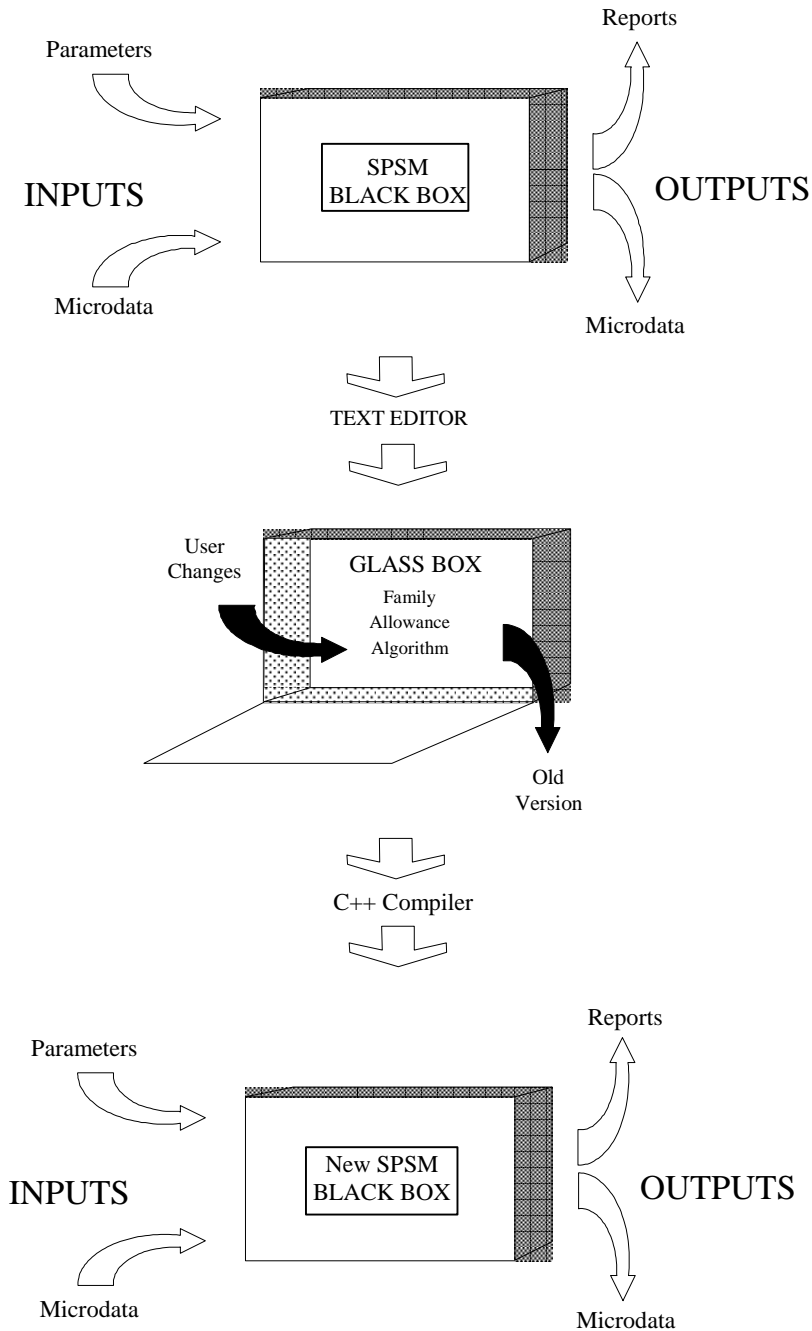 Reports
Parameters
SPSM
BLACK BOX
INPUTS
OUTPUTS
Microdata
Microdata
TEXT EDITOR
User
Changes
GLASS BOX
Family
Allowance
Algorithm
Old
Version
C++ Compiler
Reports
Parameters
New SPSM
BLACK BOX
INPUTS
OUTPUTS
Microdata
Microdata